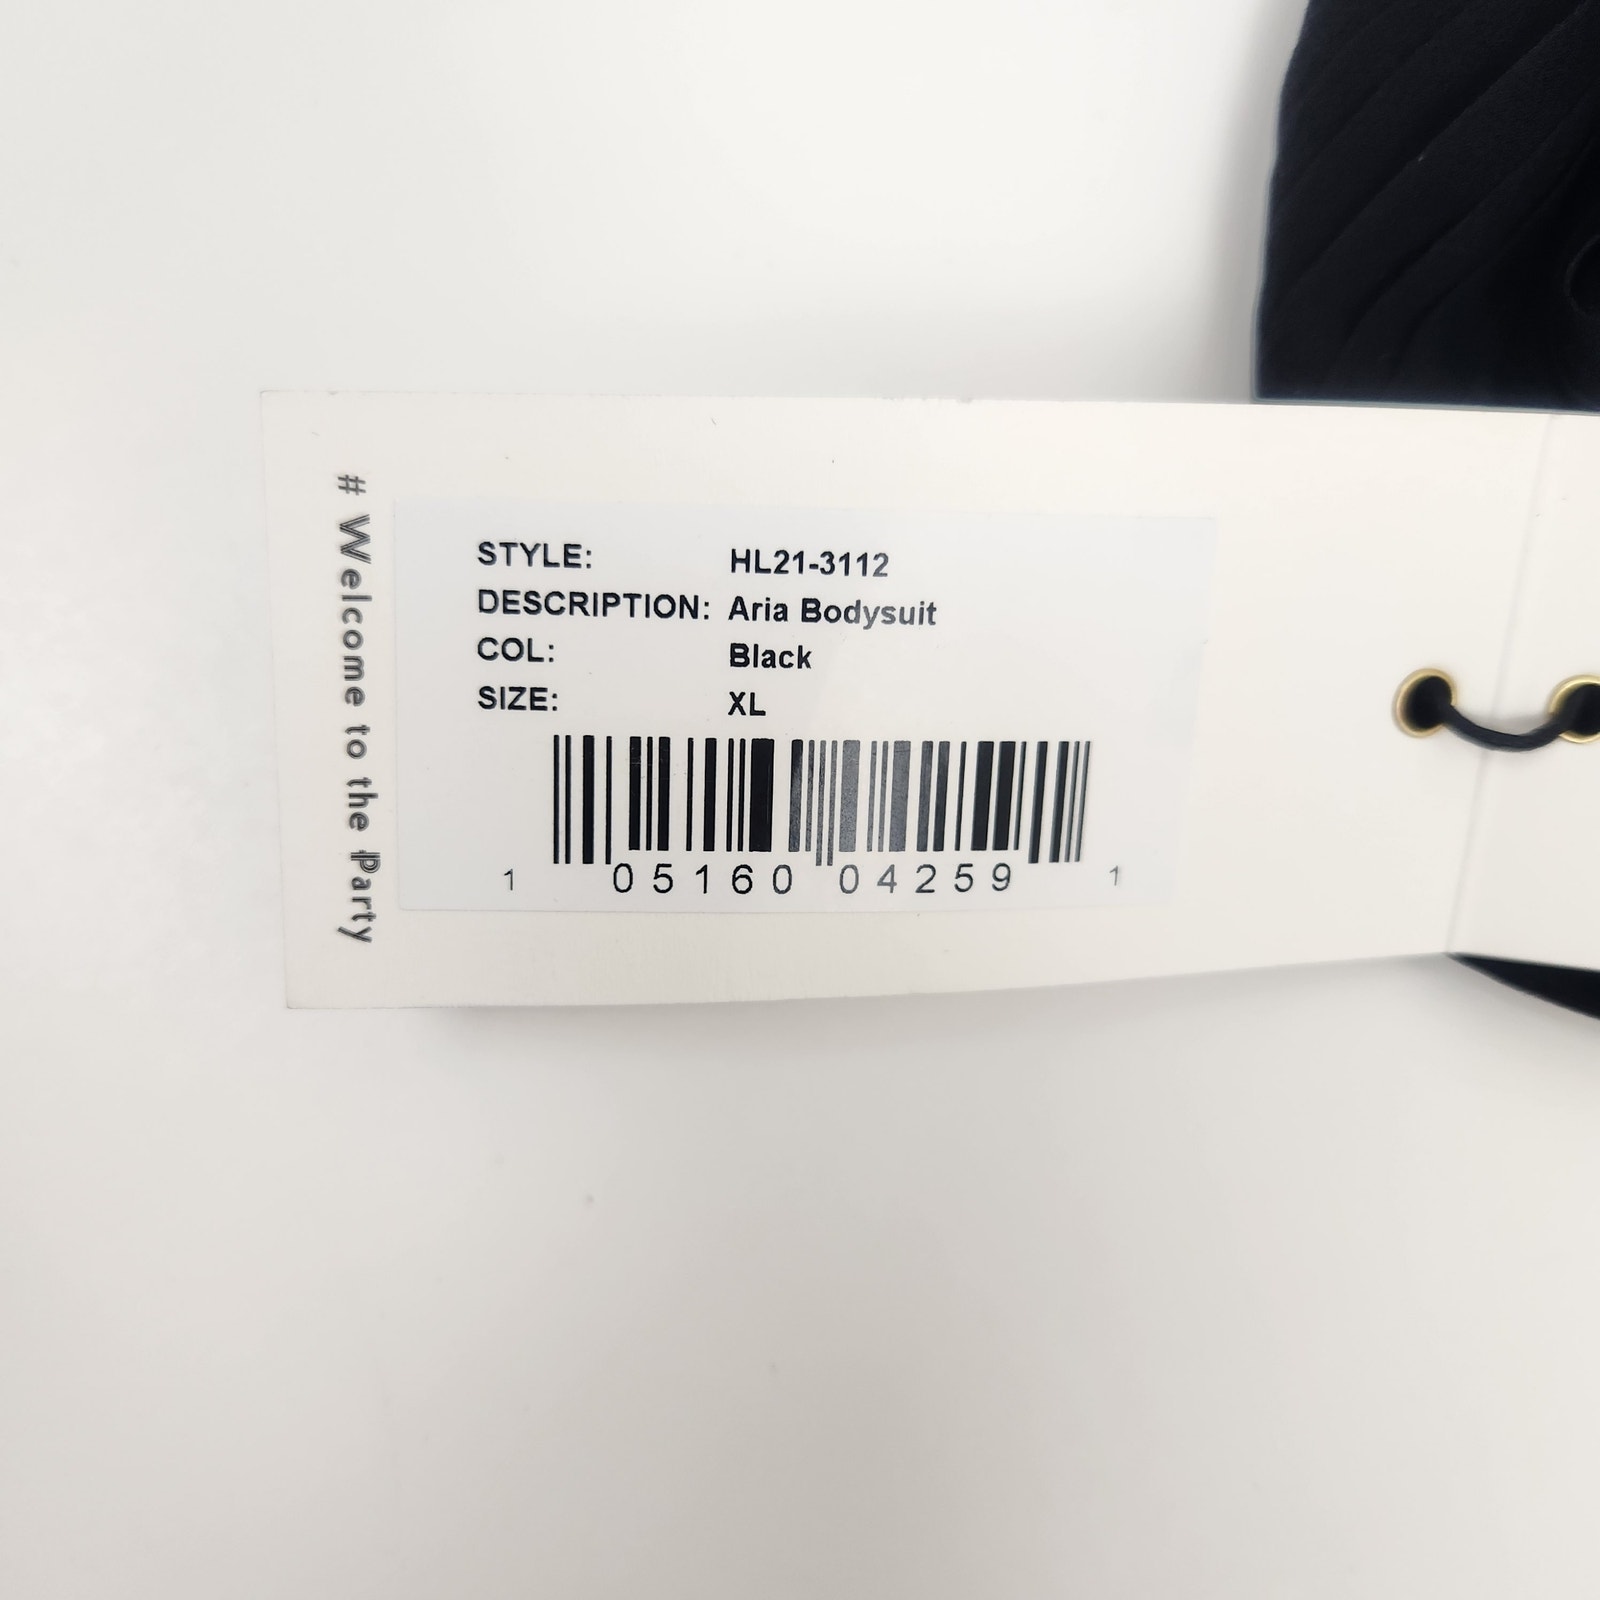 # Welcome to the Party
STYLE: HL21-3112
DESCRIPTION: Aria Bodysuit
COL: Black
SIZE: XL
1 05160 04259 1